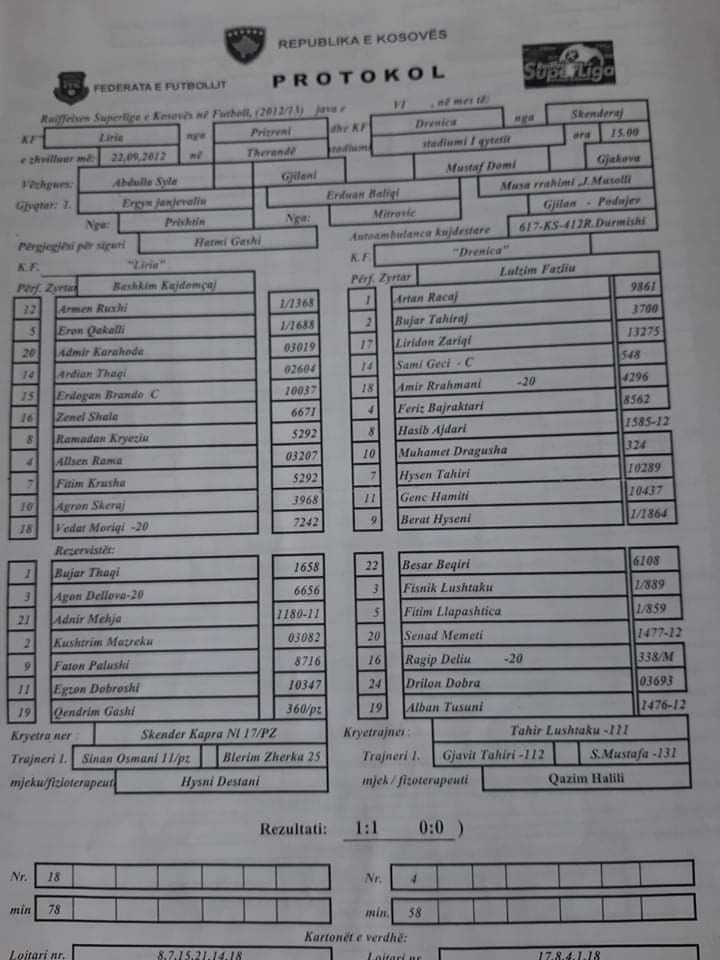 REPUBLIKA E KOSOVËS
FEDERATA E FUTBOLLIT
PROTOKOL
SuperLiga
Raiffeisen Superliga e Kosovës në Futboll, (2012/13) java e VI , në mes të:
KF Liria nga Prizreni dhe KF Drenica nga Skenderaj
e zhvilluar më: 22,09,2012 në Therandë stadiumi stadiumi I qytetit ora 15.00
Vëzhgues: Abdulla Syla Gjilani Mustaf Domi Gjakova
Gjyqtar: 1. Ergyn janjevaliu Erduan Baliqi Musa rrahimi ,J.Musolli
Nga: Prishtin Nga: Mitrovic Gjilan - Podujev
Përgjegjësi për siguri Hatmi Gashi Autoambulanca kujdestare 617-KS-412R.Durmishi
K.F. "Liria" K.F. "Drenica"
Përf. Zyrtar Bashkim Kajdomçaj Përf. Zyrtar Lulzim Fazliu
12 Armen Ruxhi 1/1368 1 Artan Racaj 9861
5 Eron Qakalli 1/1688 2 Bujar Tahiraj 3700
20 Admir Karahoda 03019 17 Liridon Zariqi 13275
14 Ardian Thaqi 02604 14 Sami Geci - C 548
15 Erdogan Brando C 10037 18 Amir Rrahmani -20 4296
16 Zenel Shala 6671 4 Feriz Bajraktari 8562
8 Ramadan Kryeziu 5292 8 Hasib Ajdari 1585-12
4 Allsen Rama 03207 10 Muhamet Dragusha 324
7 Fitim Krusha 5292 7 Hysen Tahiri 10289
10 Agron Skeraj 3968 11 Genc Hamiti 10437
18 Vedat Moriqi -20 7242 9 Berat Hyseni 1/1864
Rezervistët:
1 Bujar Thaqi 1658 22 Besar Beqiri 6108
3 Agon Dellova-20 6656 3 Fisnik Lushtaku 1/889
21 Adnir Mehja 1180-11 5 Fitim Llapashtica 1/859
2 Kushtrim Mazreku 03082 20 Senad Memeti 1477-12
9 Faton Palushi 8716 16 Ragip Deliu -20 338/M
11 Egzon Dobroshi 10347 24 Drilon Dobra 03693
19 Qendrim Gashi 360/pz 19 Alban Tusuni 1476-12
Kryetra ner : Skender Kapra NI 17/PZ Kryetrajner : Tahir Lushtaku -111
Trajneri 1. Sinan Osmani 11/pz Blerim Zherka 25 Trajneri 1. Gjavit Tahiri -112 S.Mustafa -131
mjeku/fizioterapeuti Hysni Destani mjek / fizoterapeuti Qazim Halili
Rezultati: 1:1 0:0 )
Nr. 18 Nr. 4
min 78 min. 58
Kartonët e verdhë:
Lojtari nr. 8,7,15,21,14,18 Lojtari nr. 17,8,4,1,18